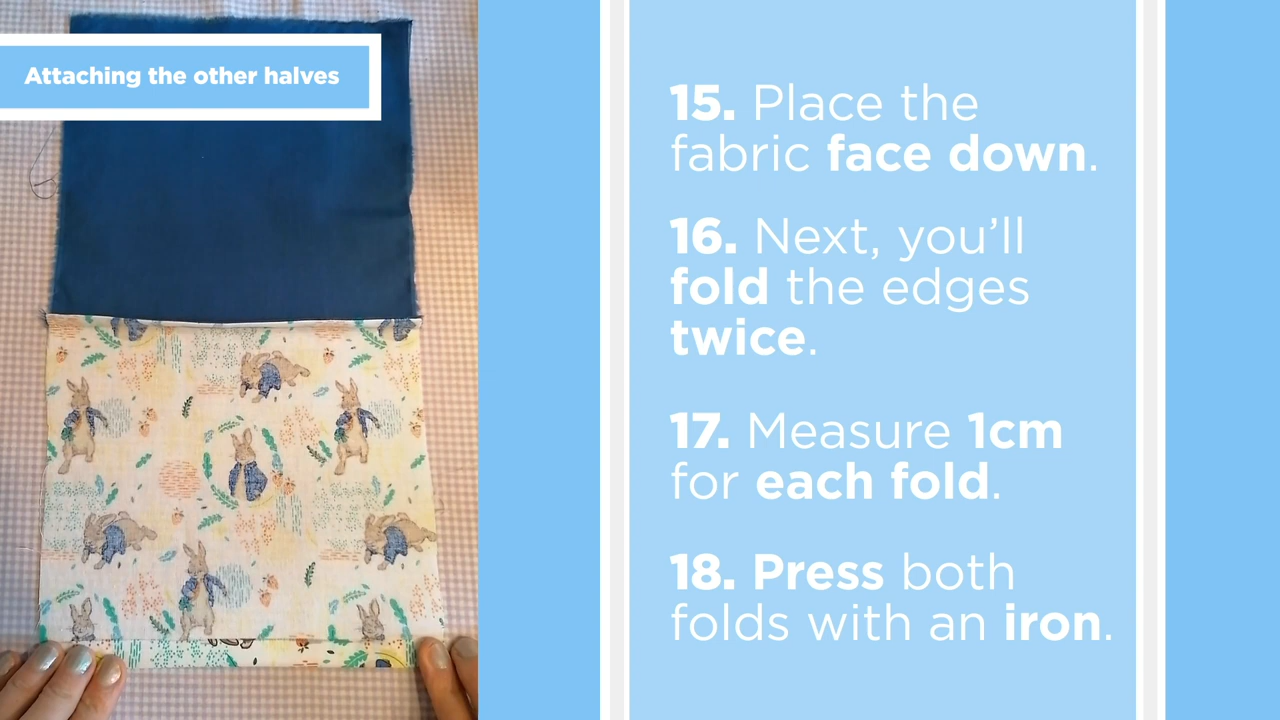 Attaching the other halves
15. Place the
fabric face down.
16. Next, you’ll
fold the edges
twice.
17. Measure 1cm
for each fold.
18. Press both
folds with an iron.